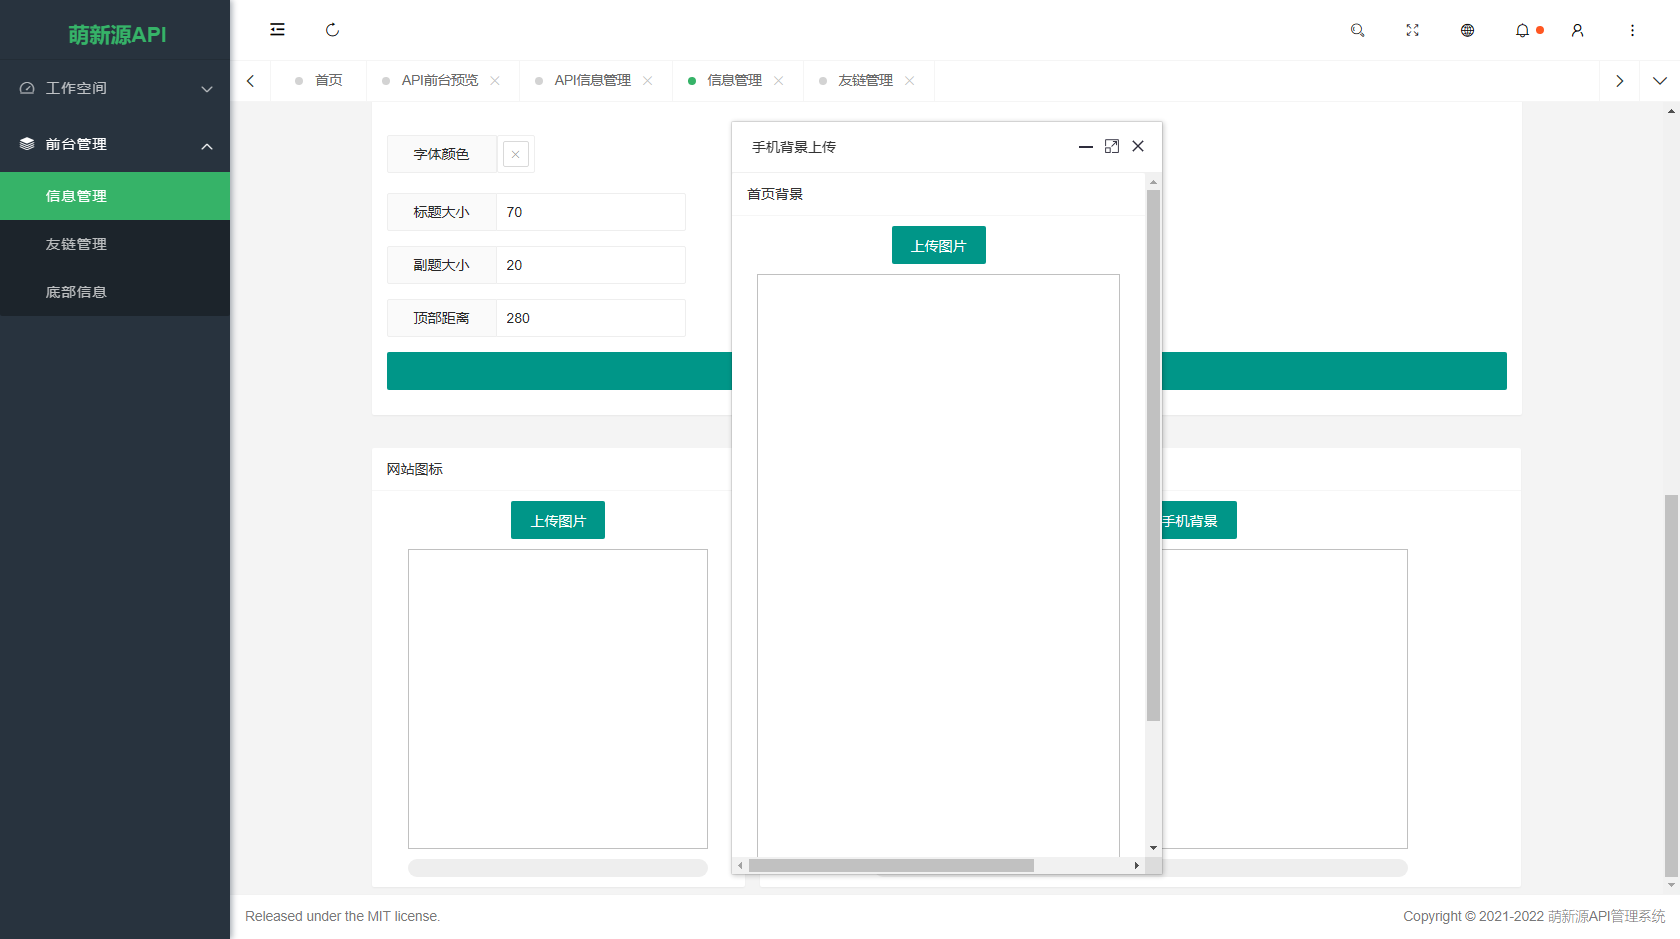 萌新源API
工作空间
前台管理
信息管理
友链管理
底部信息
首页
API前台预览
API信息管理
信息管理
友链管理
字体颜色
标题大小
70
副题大小
20
顶部距离
280
手机背景上传
首页背景
上传图片
网站图标
上传图片
手机背景
Released under the MIT license.
Copyright © 2021-2022 萌新源API管理系统